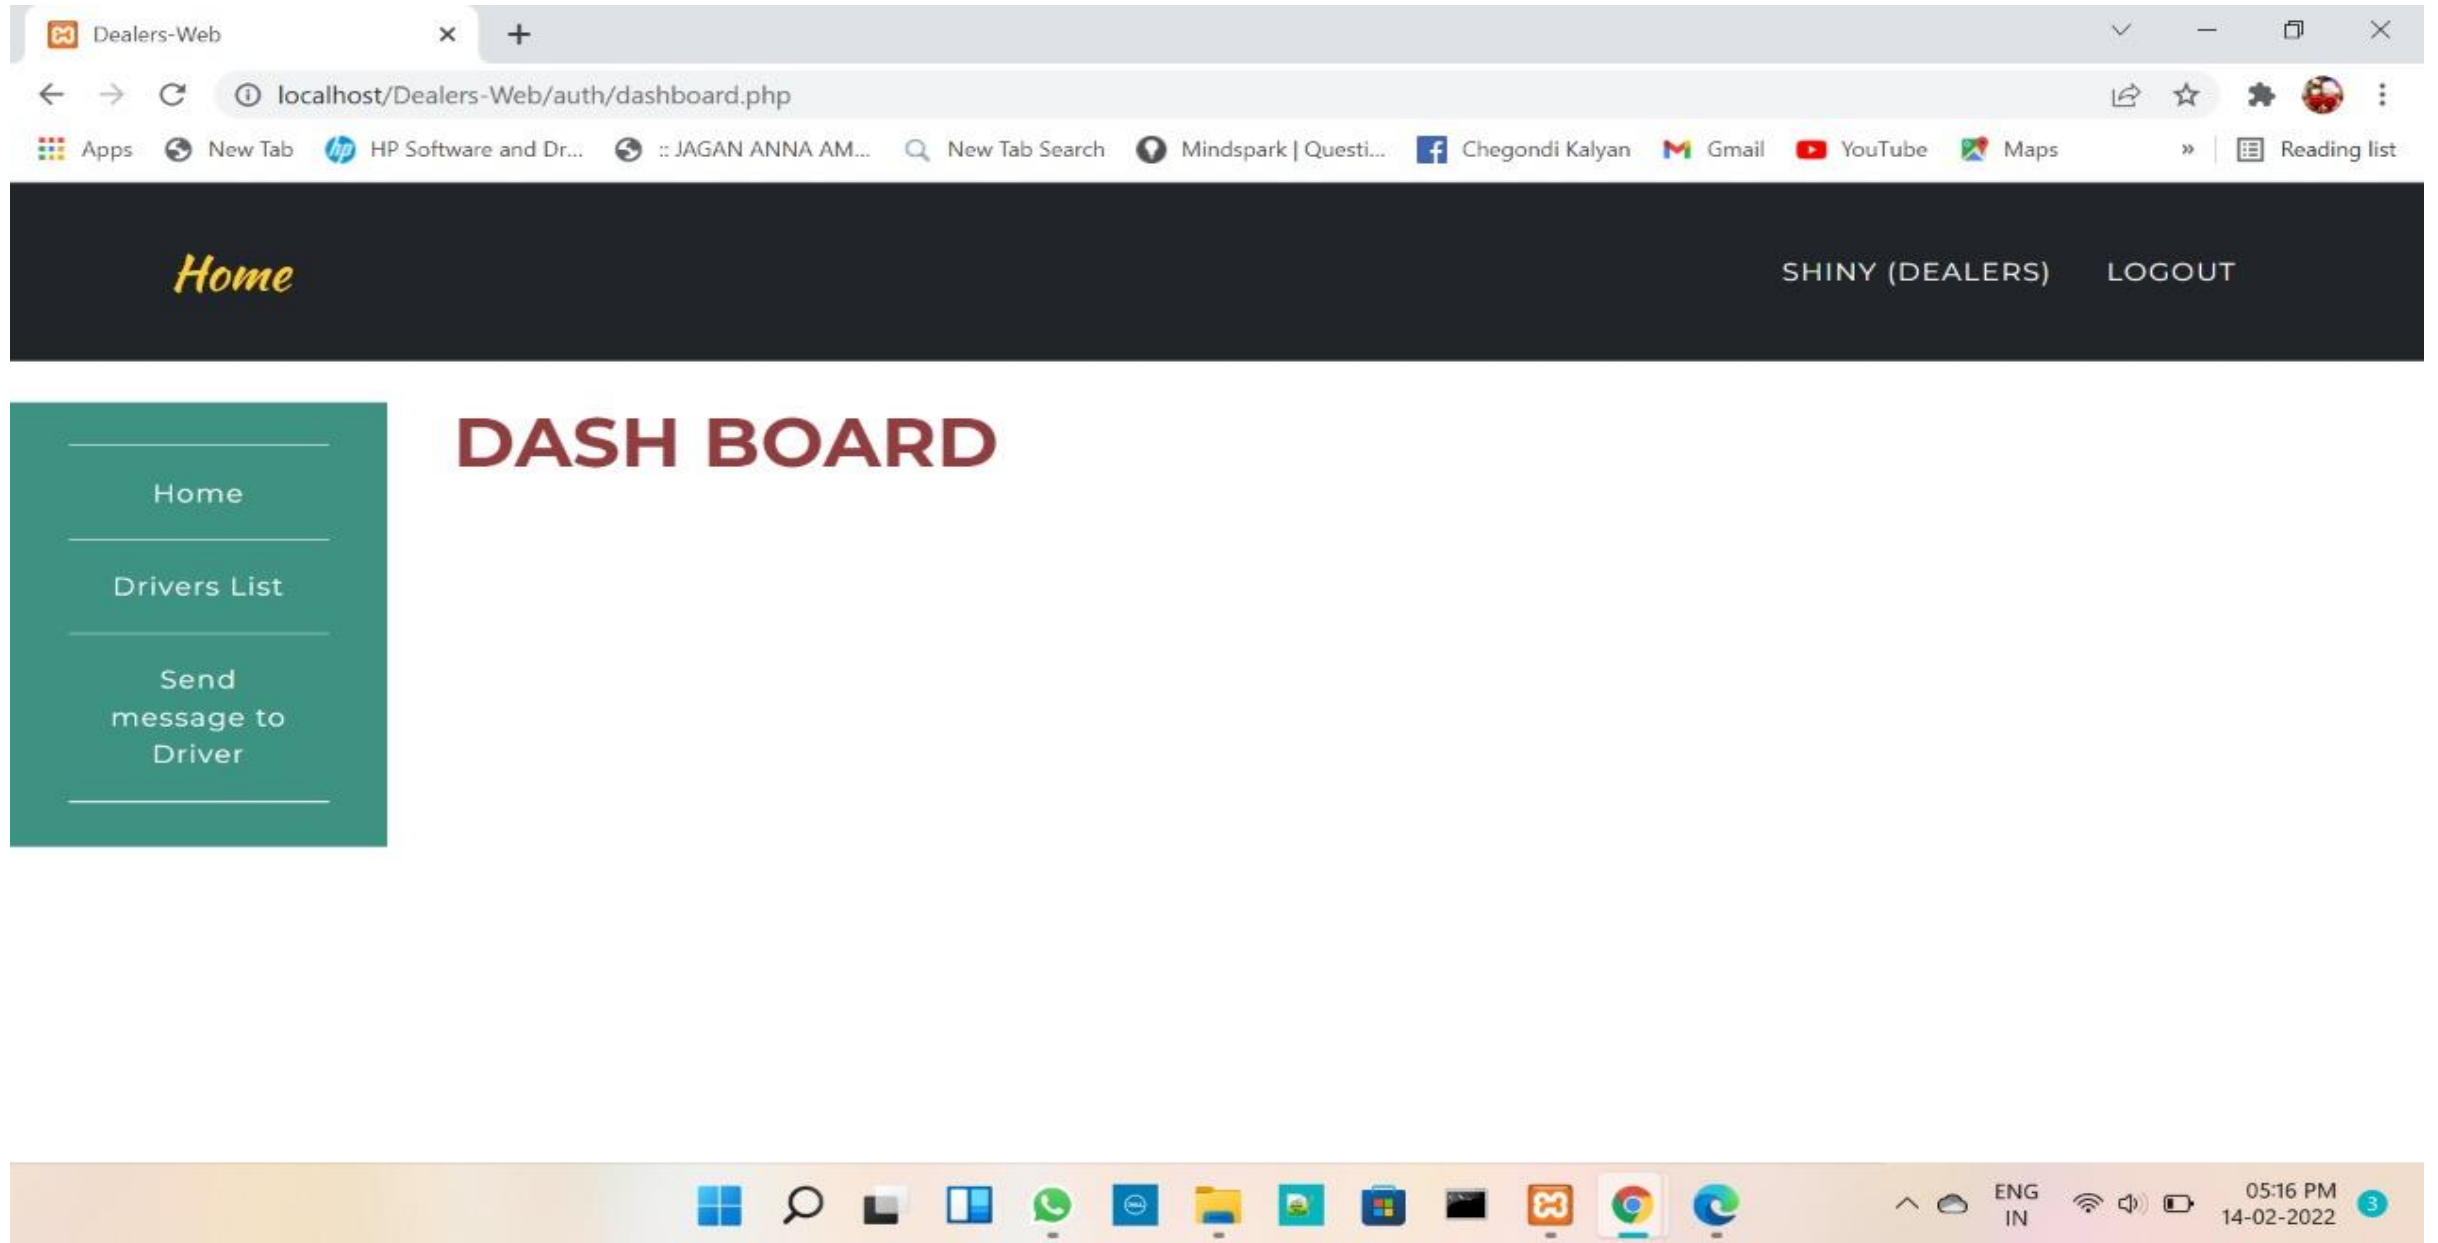 Dealers-Web
localhost/Dealers-Web/auth/dashboard.php
Apps New Tab HP Software and Dr... :: JAGAN ANNA AM... New Tab Search Mindspark | Questi... Chegondi Kalyan Gmail YouTube Maps » Reading list
Home SHINY (DEALERS) LOGOUT
DASH BOARD
Home
Drivers List
Send
message to
Driver
ENG 05:16 PM
IN 14-02-2022 3